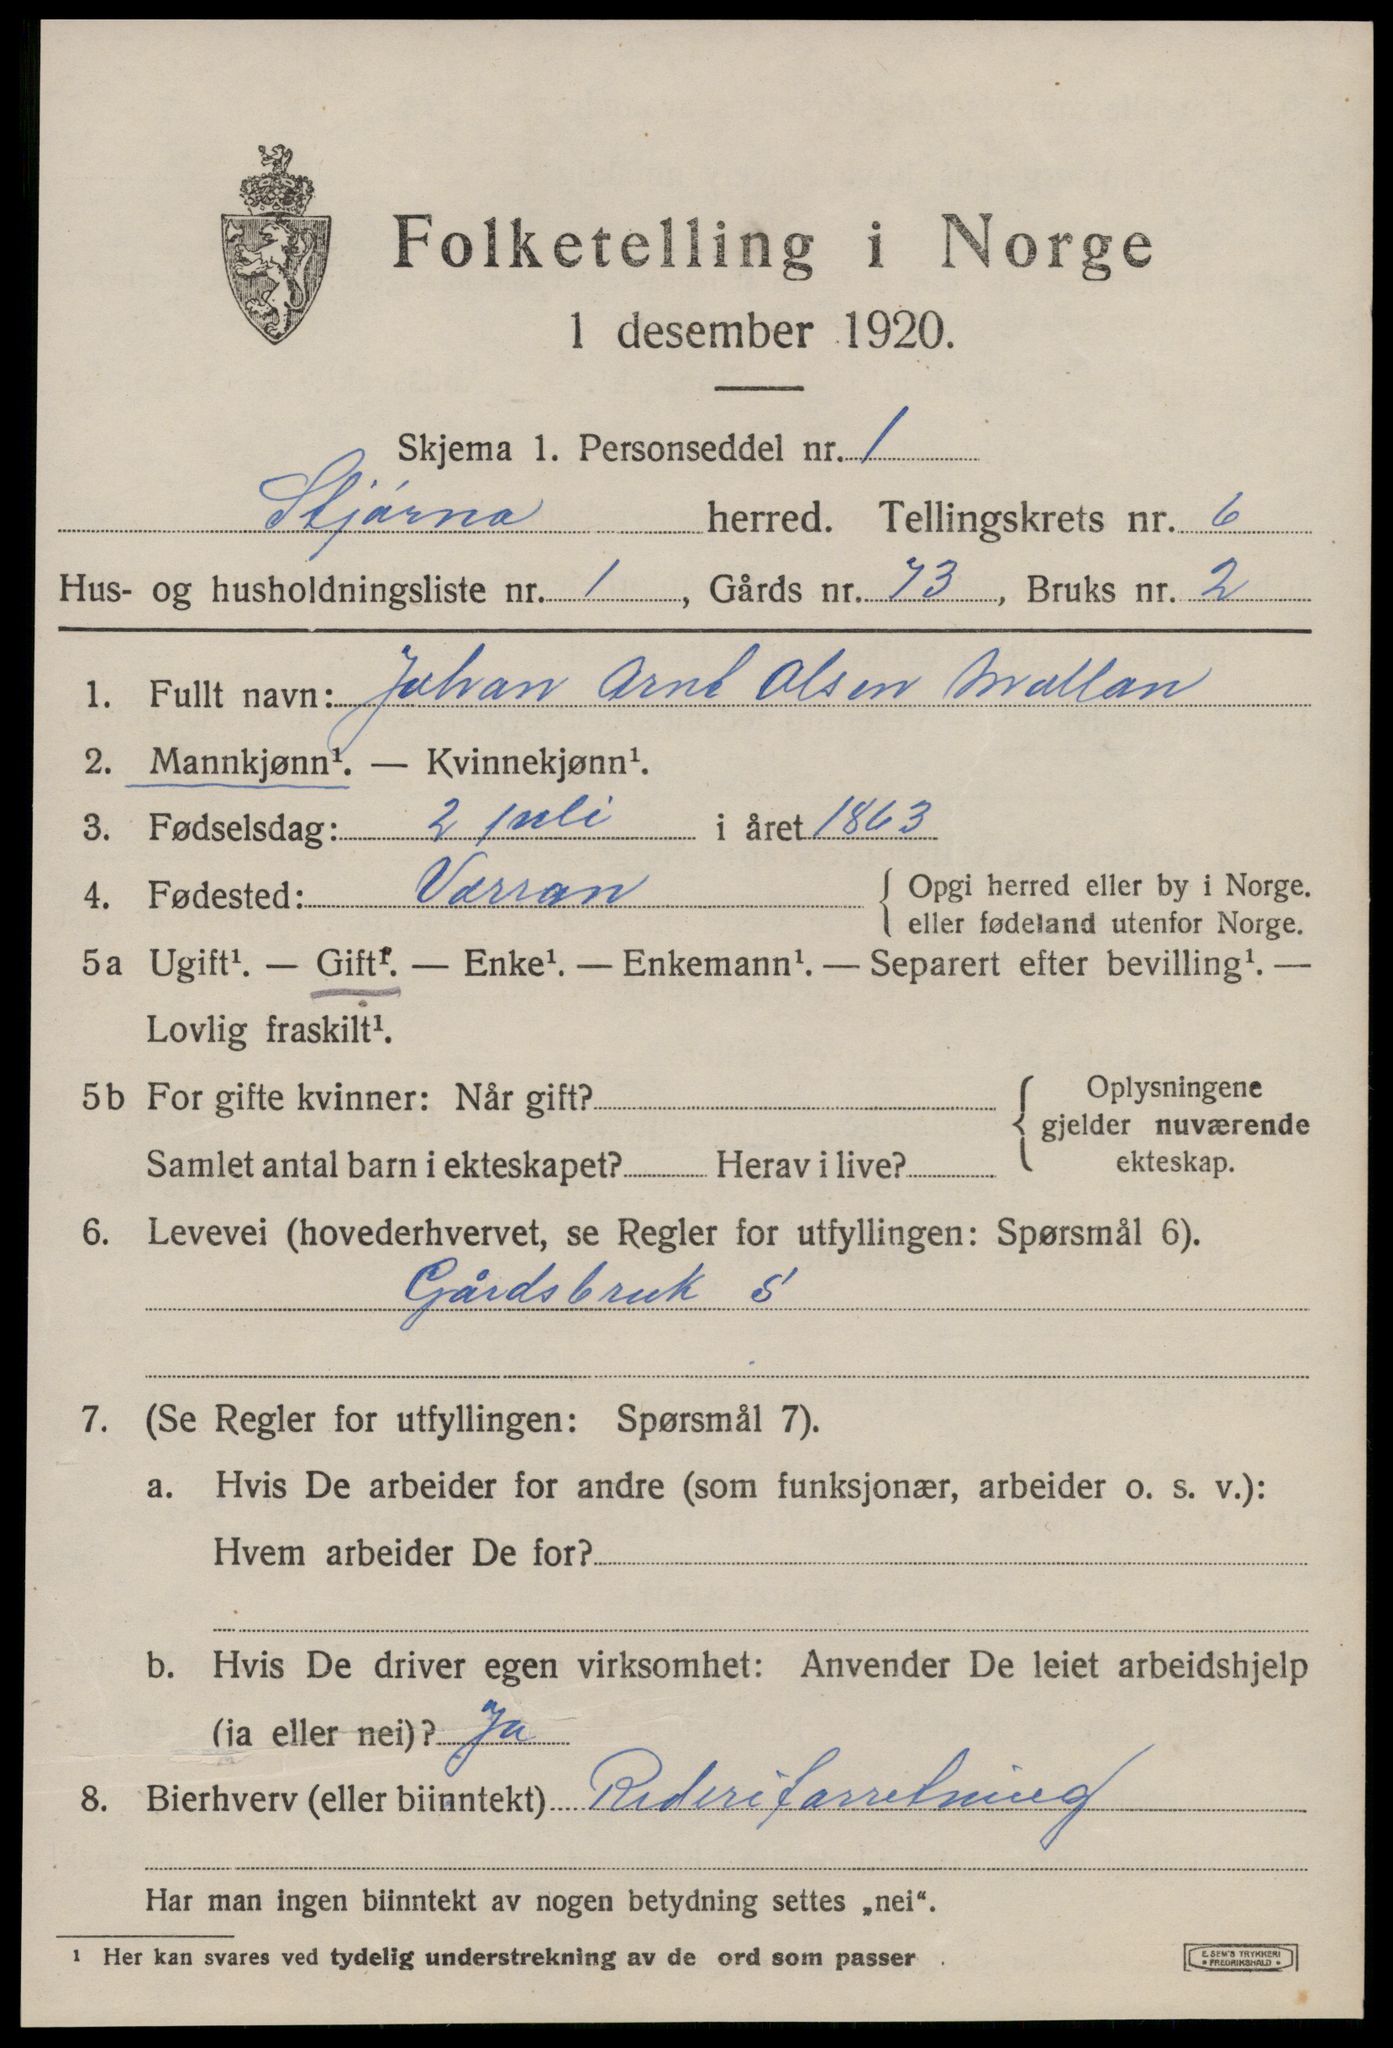 Folketelling i Norge
1 desember 1920.
Skjema 1. Personseddel nr. 1
Stjørna herred. Tellingskrets nr. 6
Hus- og husholdningsliste nr. 1, Gårds nr. 73, Bruks nr. 2
1. Fullt navn: Johan Arnt Olsen Mællan
2. Mannkjønn¹. — Kvinnekjønn¹.
3. Fødselsdag: 2 juli i året 1863
4. Fødested: Værran { Opgi herred eller by i Norge.
eller fødeland utenfor Norge.
5a Ugift¹. — Gift¹. — Enke¹. — Enkemann¹. — Separert efter bevilling¹. —
Lovlig fraskilt¹.
5b For gifte kvinner: Når gift? { Oplysningene
gjelder nuværende
Samlet antal barn i ekteskapet? Herav i live? ekteskap.
6. Levevei (hovederhvervet, se Regler for utfyllingen: Spørsmål 6).
Gårdsbruk S
7. (Se Regler for utfyllingen: Spørsmål 7).
a. Hvis De arbeider for andre (som funksjonær, arbeider o. s. v.):
Hvem arbeider De for?
b. Hvis De driver egen virksomhet: Anvender De leiet arbeidshjelp
(ja eller nei)? Ja
8. Bierhverv (eller biinntekt) Rederiforretning
Har man ingen biinntekt av nogen betydning settes „nei“.
¹ Her kan svares ved tydelig understrekning av de ord som passer.
E. SEM'S TRYKKERI
FREDRIKSHALD